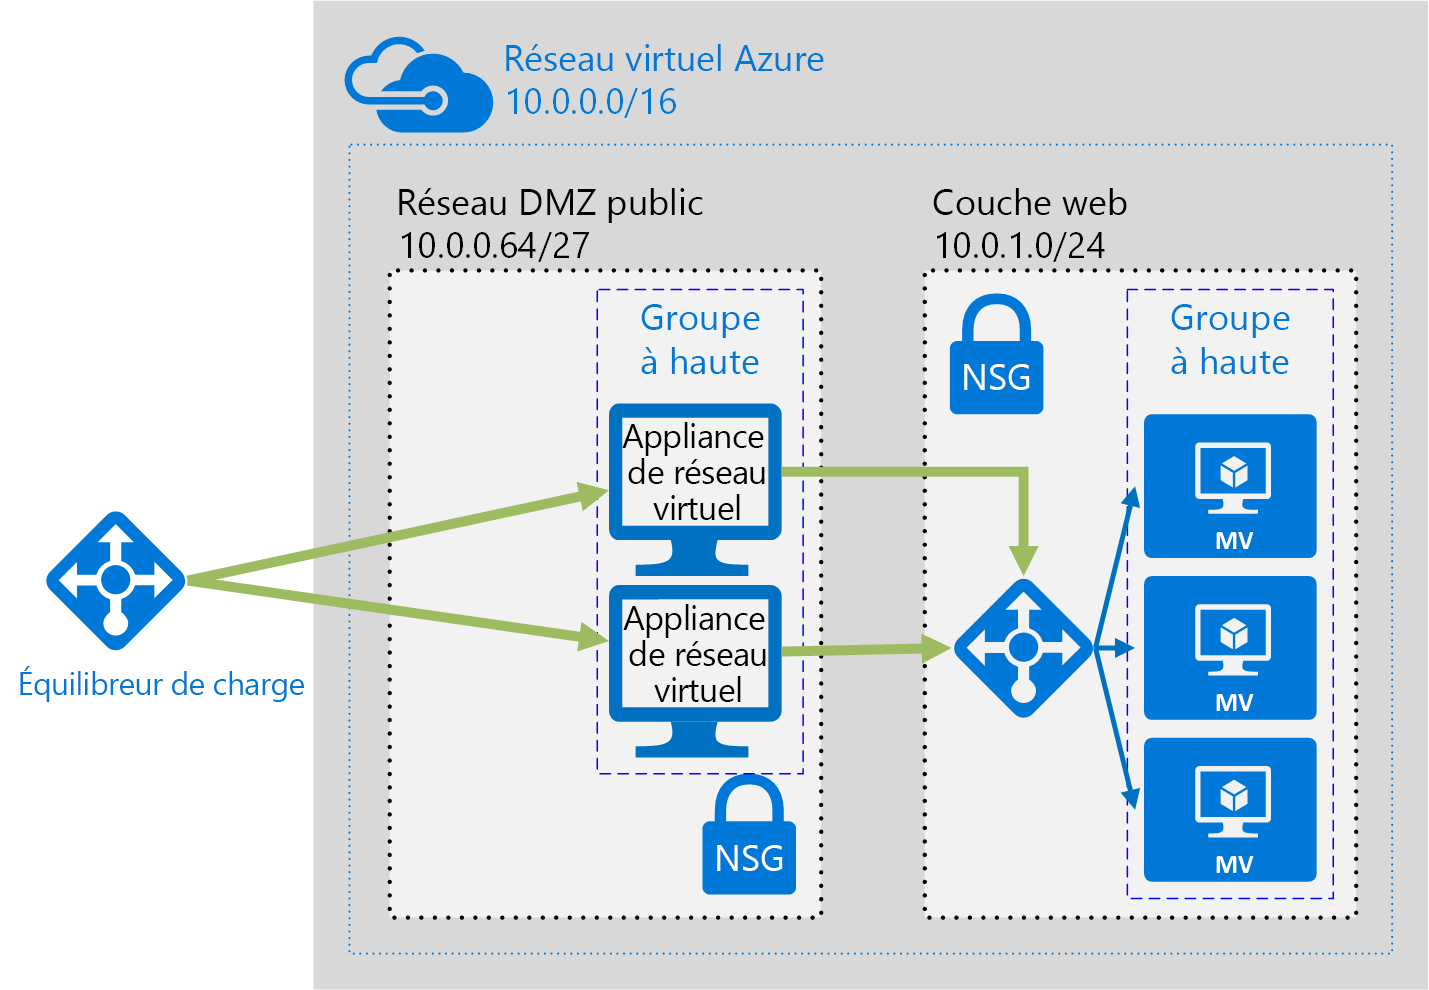 Réseau virtuel Azure
10.0.0.0/16
Réseau DMZ public
10.0.0.64/27
Couche web
10.0.1.0/24
Groupe
à haute
Appliance
de réseau
virtuel
Appliance
de réseau
virtuel
NSG
NSG
Groupe
à haute
MV
MV
MV
Équilibreur de charge